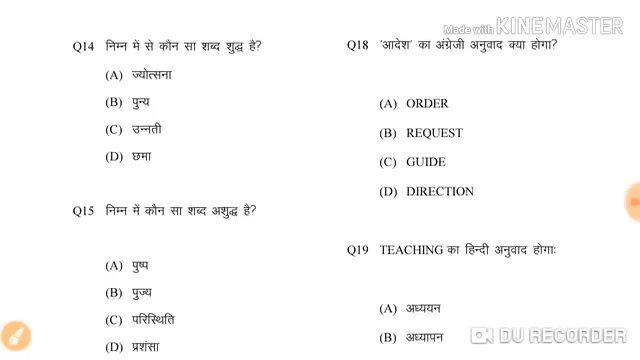 Made with KINEMASTER
Q14 निम्न में से कौन सा शब्द शुद्ध है?
(A) ज्योत्सना
(B) पुन्य
(C) उन्नती
(D) छमा
Q15 निम्न में कौन सा शब्द अशुद्ध है?
(A) पुष्प
(B) पुज्य
(C) परिस्थिति
(D) प्रशंसा
Q18 'आदेश' का अंग्रेजी अनुवाद क्या होगा?
(A) ORDER
(B) REQUEST
(C) GUIDE
(D) DIRECTION
Q19 TEACHING का हिन्दी अनुवाद होगाः
(A) अध्ययन
(B) अध्यापन
DU RECORDER